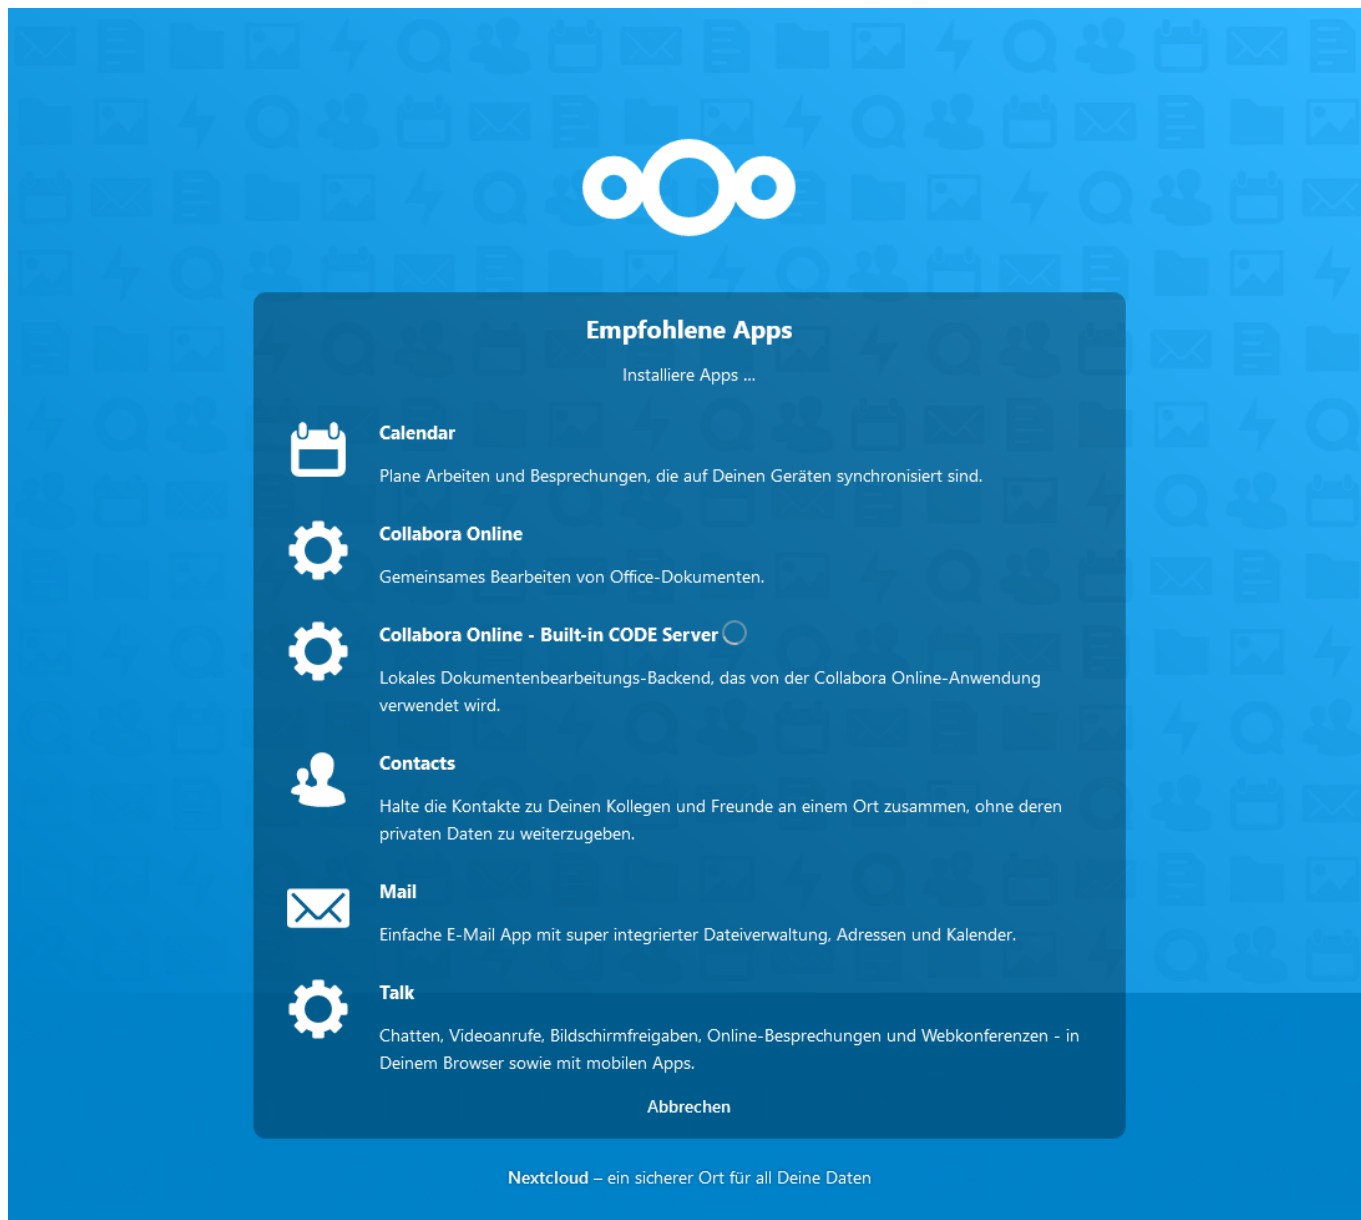 Empfohlene Apps
Installiere Apps ...
Calendar
Plane Arbeiten und Besprechungen, die auf Deinen Geräten synchronisiert sind.
Collabora Online
Gemeinsames Bearbeiten von Office-Dokumenten.
Collabora Online - Built-in CODE Server
Lokales Dokumentenbearbeitungs-Backend, das von der Collabora Online-Anwendung
verwendet wird.
Contacts
Halte die Kontakte zu Deinen Kollegen und Freunde an einem Ort zusammen, ohne deren
privaten Daten zu weiterzugeben.
Mail
Einfache E-Mail App mit super integrierter Dateiverwaltung, Adressen und Kalender.
Talk
Chatten, Videoanrufe, Bildschirmfreigaben, Online-Besprechungen und Webkonferenzen - in
Deinem Browser sowie mit mobilen Apps.
Abbrechen
Nextcloud – ein sicherer Ort für all Deine Daten